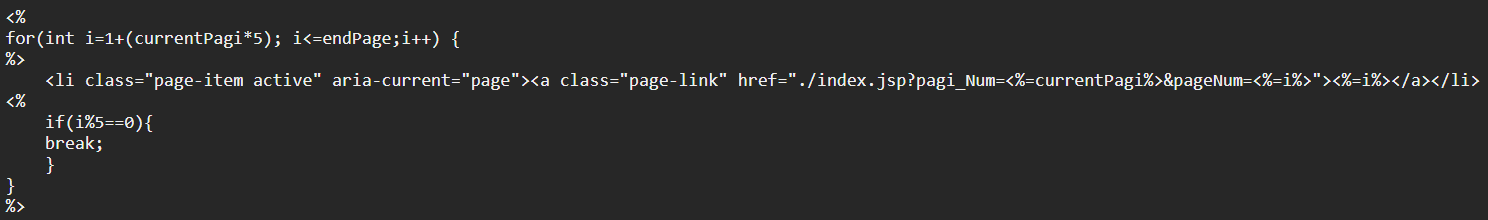 <%
for(int i=1+(currentPagi*5); i<=endPage;i++) {
%>
    <li class="page-item active" aria-current="page"><a class="page-link" href="./index.jsp?pagi_Num=<%=currentPagi%>&pageNum=<%=i%>"><%=i%></a></li>
<%
    if(i%5==0){
    break;
    }
}
%>